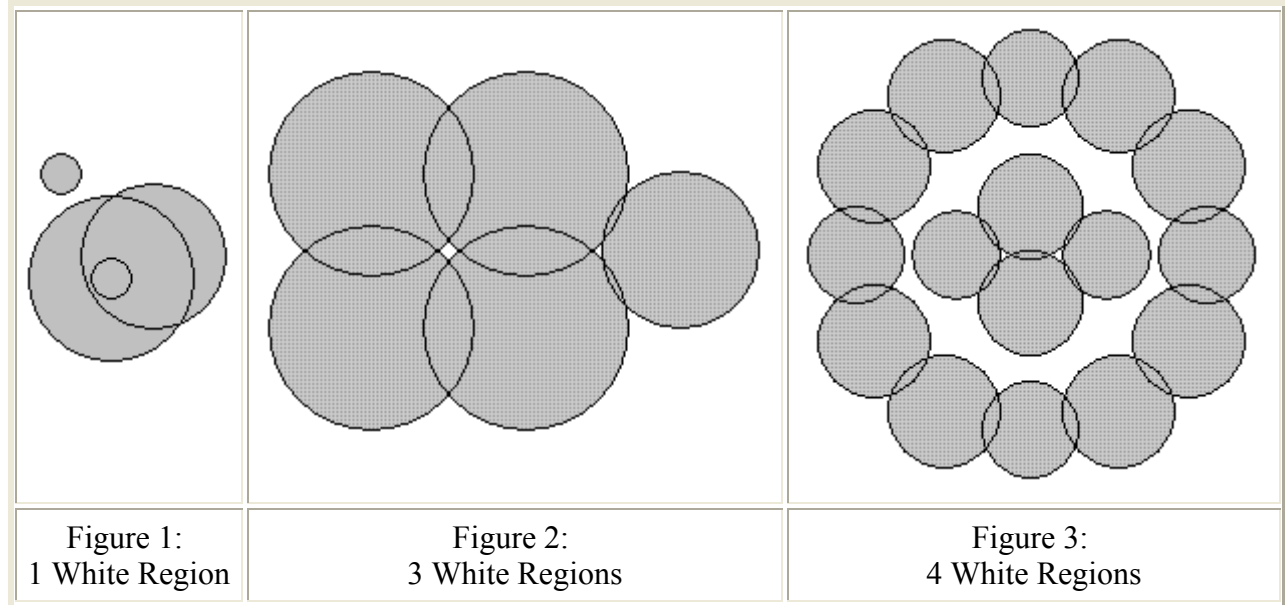 Figure 1:
1 White Region
Figure 2:
3 White Regions
Figure 3:
4 White Regions